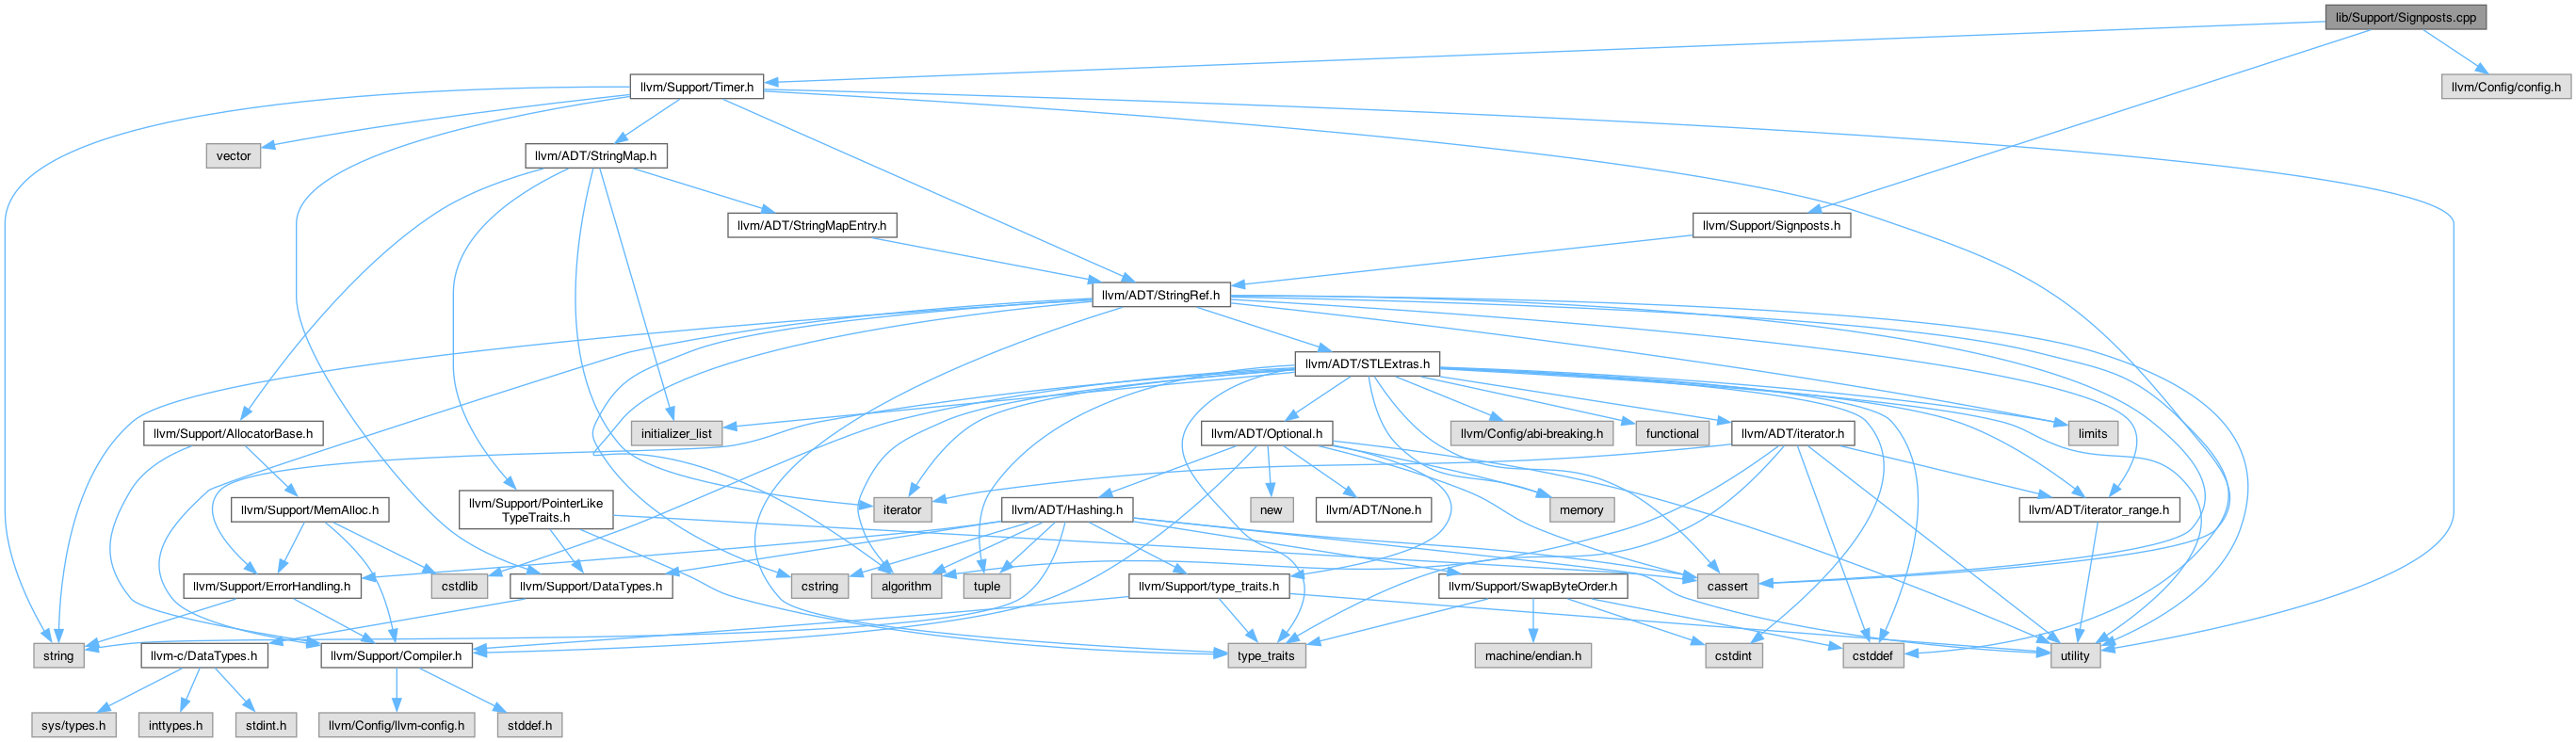 lib/Support/Signposts.cpp
llvm/Support/Timer.h
llvm/Config/config.h
vector
llvm/ADT/StringMap.h
llvm/ADT/StringMapEntry.h
llvm/Support/Signposts.h
llvm/ADT/StringRef.h
llvm/ADT/STLExtras.h
llvm/Support/AllocatorBase.h
initializer_list
llvm/ADT/Optional.h
llvm/Config/abi-breaking.h
functional
llvm/ADT/iterator.h
limits
llvm/Support/MemAlloc.h
llvm/Support/PointerLike
TypeTraits.h
iterator
llvm/ADT/Hashing.h
new
llvm/ADT/None.h
memory
llvm/ADT/iterator_range.h
llvm/Support/ErrorHandling.h
cstdlib
llvm/Support/DataTypes.h
cstring
algorithm
tuple
llvm/Support/type_traits.h
llvm/Support/SwapByteOrder.h
cassert
string
llvm-c/DataTypes.h
llvm/Support/Compiler.h
type_traits
machine/endian.h
cstdint
cstddef
utility
sys/types.h
inttypes.h
stdint.h
llvm/Config/llvm-config.h
stddef.h